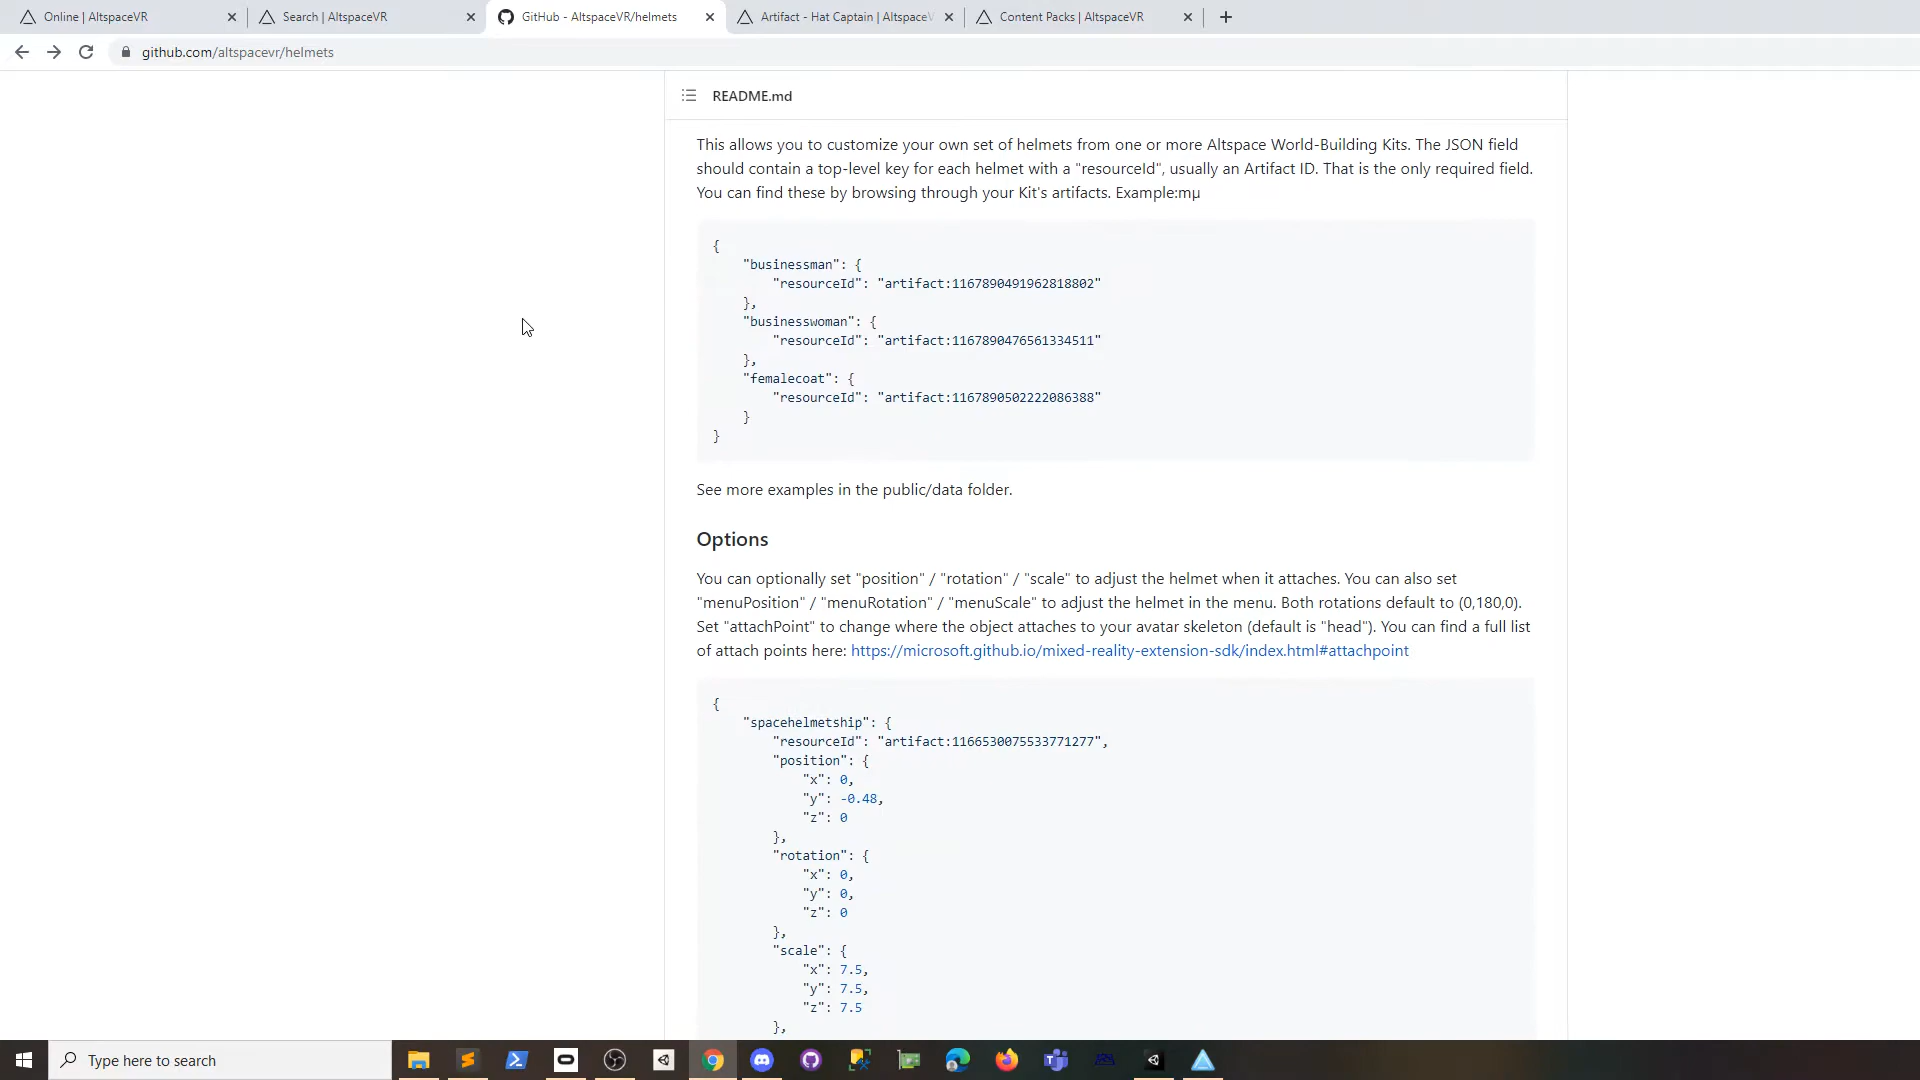 Online | AltspaceVR
Search | AltspaceVR
GitHub - AltspaceVR/helmets
Artifact - Hat Captain | AltspaceV
Content Packs | AltspaceVR
github.com/altspacevr/helmets
README.md
This allows you to customize your own set of helmets from one or more Altspace World-Building Kits. The JSON field
should contain a top-level key for each helmet with a "resourceId", usually an Artifact ID. That is the only required field.
You can find these by browsing through your Kit's artifacts. Example:mμ
{
"businessman": {
"resourceId": "artifact:1167890491962818802"
},
"businesswoman": {
"resourceId": "artifact:1167890476561334511"
},
"femalecoat": {
"resourceId": "artifact:1167890502222086388"
}
}
See more examples in the public/data folder.
Options
You can optionally set "position" / "rotation" / "scale" to adjust the helmet when it attaches. You can also set
"menuPosition" / "menuRotation" / "menuScale" to adjust the helmet in the menu. Both rotations default to (0,180,0).
Set "attachPoint" to change where the object attaches to your avatar skeleton (default is "head"). You can find a full list
of attach points here: https://microsoft.github.io/mixed-reality-extension-sdk/index.html#attachpoint
{
"spacehelmetship": {
"resourceId": "artifact:1166530075533771277",
"position": {
"x": 0,
"y": -0.48,
"z": 0
},
"rotation": {
"x": 0,
"y": 0,
"z": 0
},
"scale": {
"x": 7.5,
"y": 7.5,
"z": 7.5
},
Type here to search